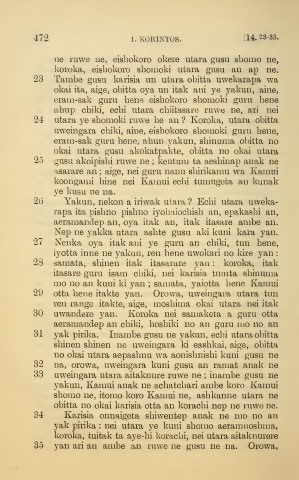 472 I. KORINTOS. [14. 23-35.
ne ruwe ne, eishokoro okere utara gusu shomo ne,
koroka, eishokoro shomoki utara gusu an ap ne.
23 Tambe gusu karisia un utara obitta uwekarapa wa
okai ita, aige, obitta oya un itak ani ye yakun, aine,
eram-sak guru hene eishokoro shomoki guru hene
ahup chiki, echi utara chiitasare ruwe ne, ari nei
24 utara ye shomoki ruwe he an? Koroka, utara obitta
uweingara chiki, aine, eishokoro shomoki guru hene,
eram-sak guru hene, ahun yakun, shinuma obitta no
okai utara gusu akokatpakte, obitta no okai utara
25 gusu akoipishi ruwe ne; keutum ta aeshinap anak ne
asarare an; aige, nei guru nanu shirikamu wa Kamui
koongami hine nei Kamui echi tumugeta an kunak
ye kusu ne na.
26 Yakun, nekon a iriwak utara? Echi utara uweka-
rapa ita pishno pishno iyoinoichish an, epakashi an,
aeramandep an, oya itak an, itak itasare ambe an.
Nep ne yakka utara ashte gusu aki kuni kara yan.
27 Nenka oya itak ani ye guru an chiki, tun hene,
iyotta inne ne yakun, ren hene uwokari no kire yan:
28 samata, shinen itak itasarare yan: koroka, itak
itasare guru isam chiki, nei karisia tumta shinuma
mo no an kuni ki yan; samata, yaiotta hene Kamui
29 otta hene itakte yan. Orowa, uweingara utara tun
ren range itakte, aige, moshima okai utara nei itak
30 uwandere yan. Koroka nei samaketa a guru otta
aeramandep an chiki, hoshiki no an guru mo no an
31 yak pirika. Inambe gusu ne yakun, echi utara obitta
shinen shinen ne uweingara ki eashkai, aige, obitta
no okai utara aepashnu wa aonishnishi kuni gusu ne
32 na, orowa, uweingara kuni gusu an ramat anak ne
33 uweingara utara aitaknure ruwe ne; inambe gusu ne
yakun, Kamui anak ne achatchari ambe koro Kamui
shomo ne, itomo koro Kamui ne, ashkanne utara ne
obitta no okai karisia otta an korachi nep ne ruwe ne.
34 Karisia onnaigeta shiwentep anak ne mo no an
yak pirika: nei utara ye kuni shomo aeramuoshma,
koroka, tuitak ta aye-hi korachi, nei utara aitaknurere
35 yan ari an ambe an ruwe ne gusu ne na. Orowa,